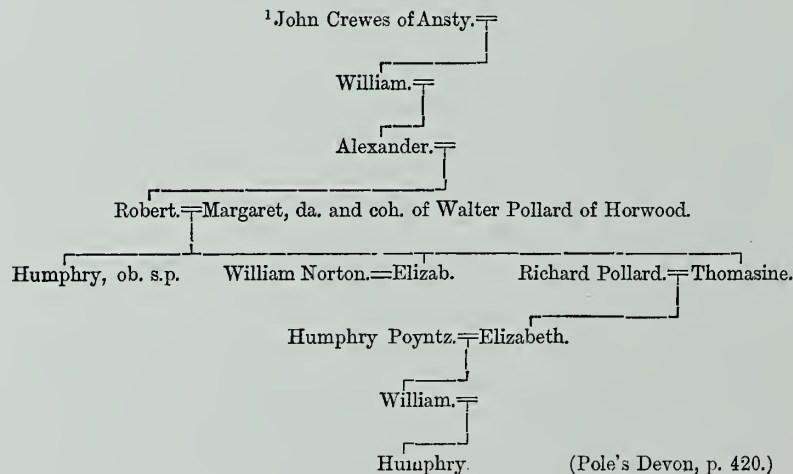 ¹John Crewes of Ansty.
William.
Alexander.
Robert. Margaret, da. and coh. of Walter Pollard of Horwood.
Humphry, ob. s.p. William Norton.=Elizab. Richard Pollard. Thomasine.
Humphry Poyntz. Elizabeth.
William.
Humphry. (Pole's Devon, p. 420.)